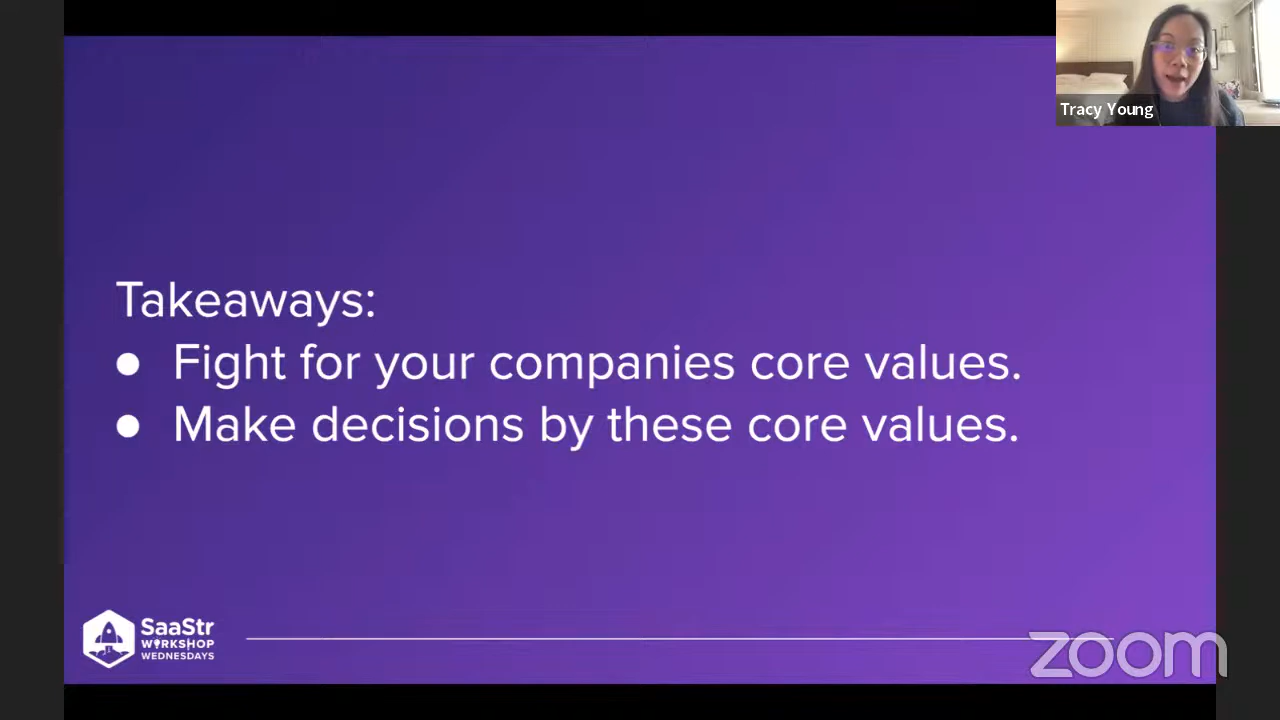 Tracy Young
Takeaways:
● Fight for your companies core values.
● Make decisions by these core values.
SaaStr
WORKSHOP
WEDNESDAYS
zoom